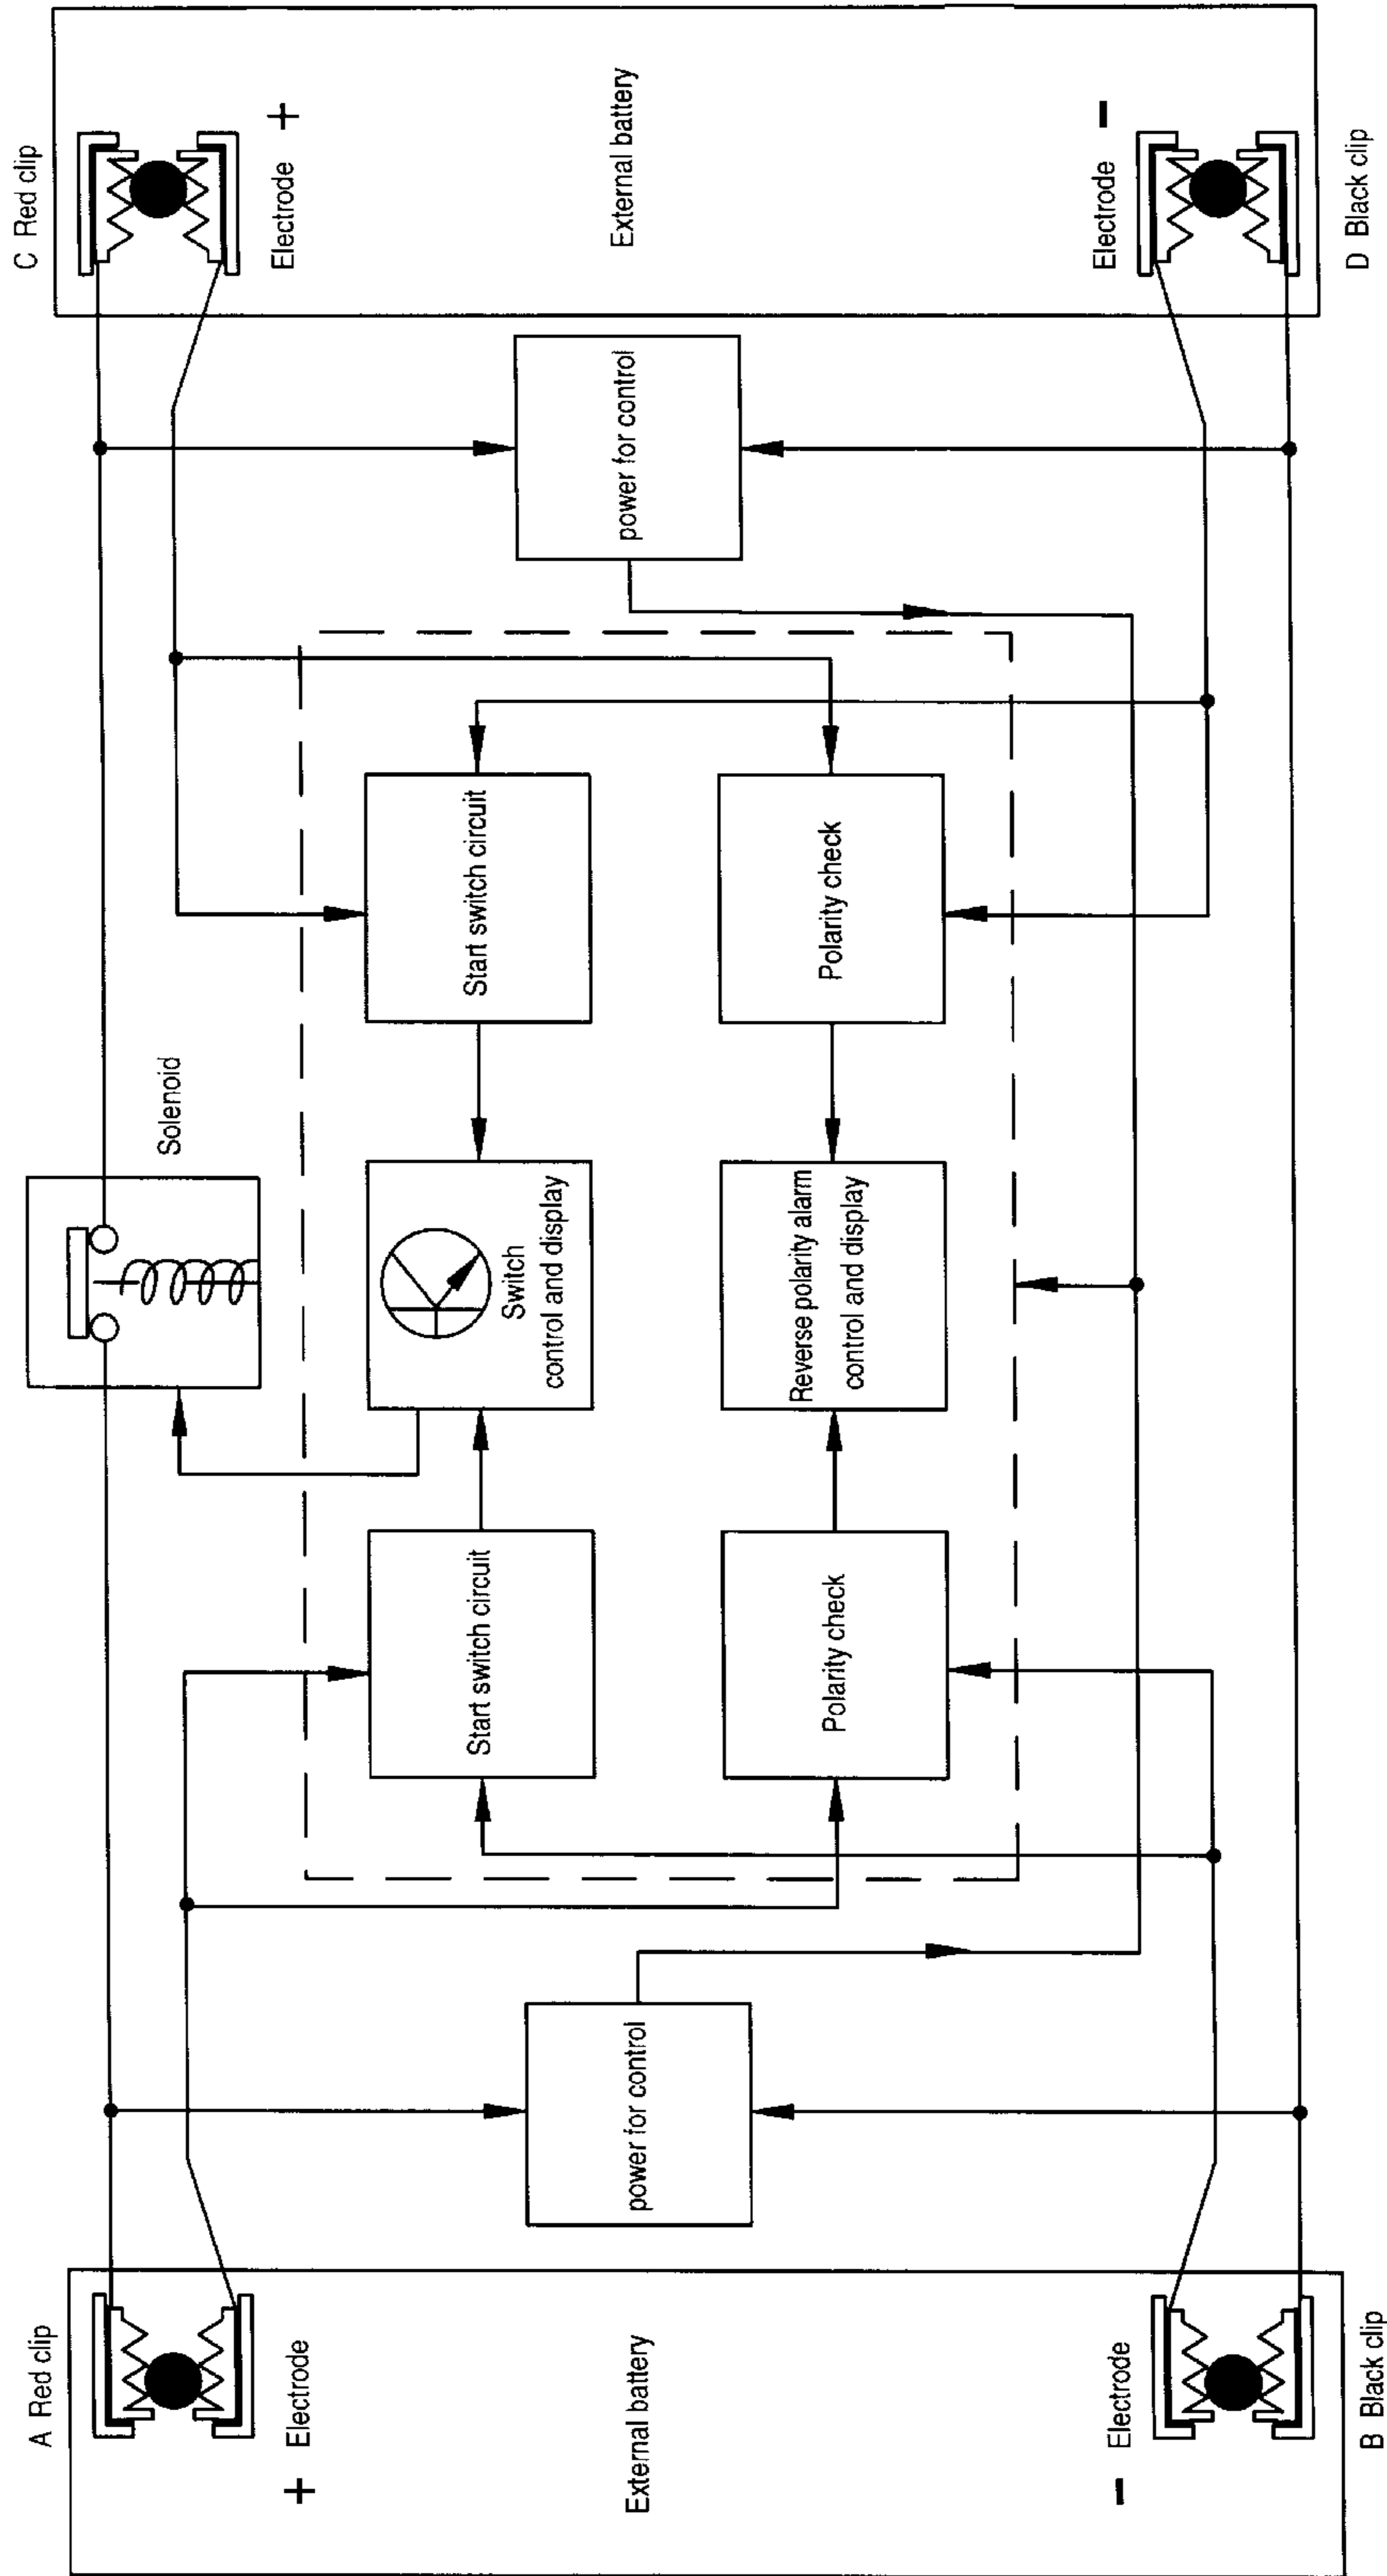 A Red clip
+ Electrode
External battery
- Electrode
B Black clip
power for control
Start switch circuit
Polarity check
Solenoid
Switch
control and display
Reverse polarity alarm
control and display
Start switch circuit
Polarity check
power for control
C Red clip
Electrode +
External battery
Electrode -
D Black clip